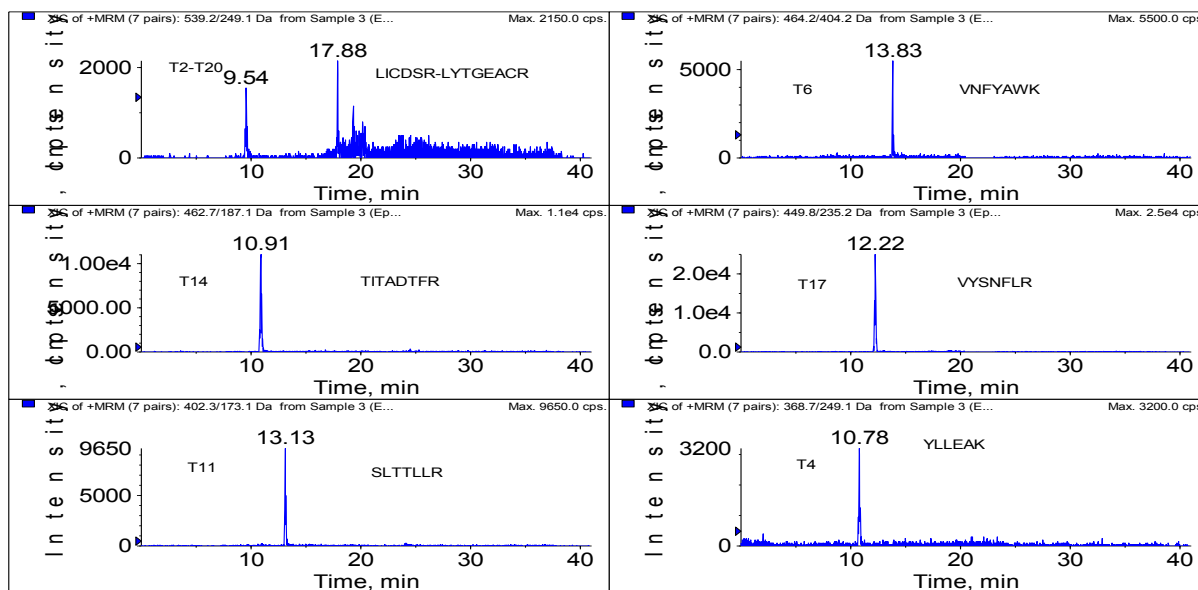 XIC of +MRM (7 pairs): 539.2/249.1 Da from Sample 3 (E... Max. 2150.0 cps.
Intensity, cps
2000
0
T2-T20
9.54
17.88
LICDSR-LYTGEACR
10 20 30 40
Time, min
XIC of +MRM (7 pairs): 464.2/404.2 Da from Sample 3 (E... Max. 5500.0 cps.
Intensity, cps
5000
0
13.83
T6
VNFYAWK
10 20 30 40
Time, min
XIC of +MRM (7 pairs): 462.7/187.1 Da from Sample 3 (Ep... Max. 1.1e4 cps.
Intensity, cps
1.00e4
5000.00
0.00
10.91
T14
TITADTFR
10 20 30 40
Time, min
XIC of +MRM (7 pairs): 449.8/235.2 Da from Sample 3 (Ep... Max. 2.5e4 cps.
Intensity, cps
2.0e4
1.0e4
0.0
12.22
T17
VYSNFLR
10 20 30 40
Time, min
XIC of +MRM (7 pairs): 402.3/173.1 Da from Sample 3 (E... Max. 9650.0 cps.
Intensity
9650
5000
0
13.13
T11
SLTTLLR
10 20 30 40
Time, min
XIC of +MRM (7 pairs): 368.7/249.1 Da from Sample 3 (E... Max. 3200.0 cps.
Intensity
3200
0
10.78
T4
YLLEAK
10 20 30 40
Time, min